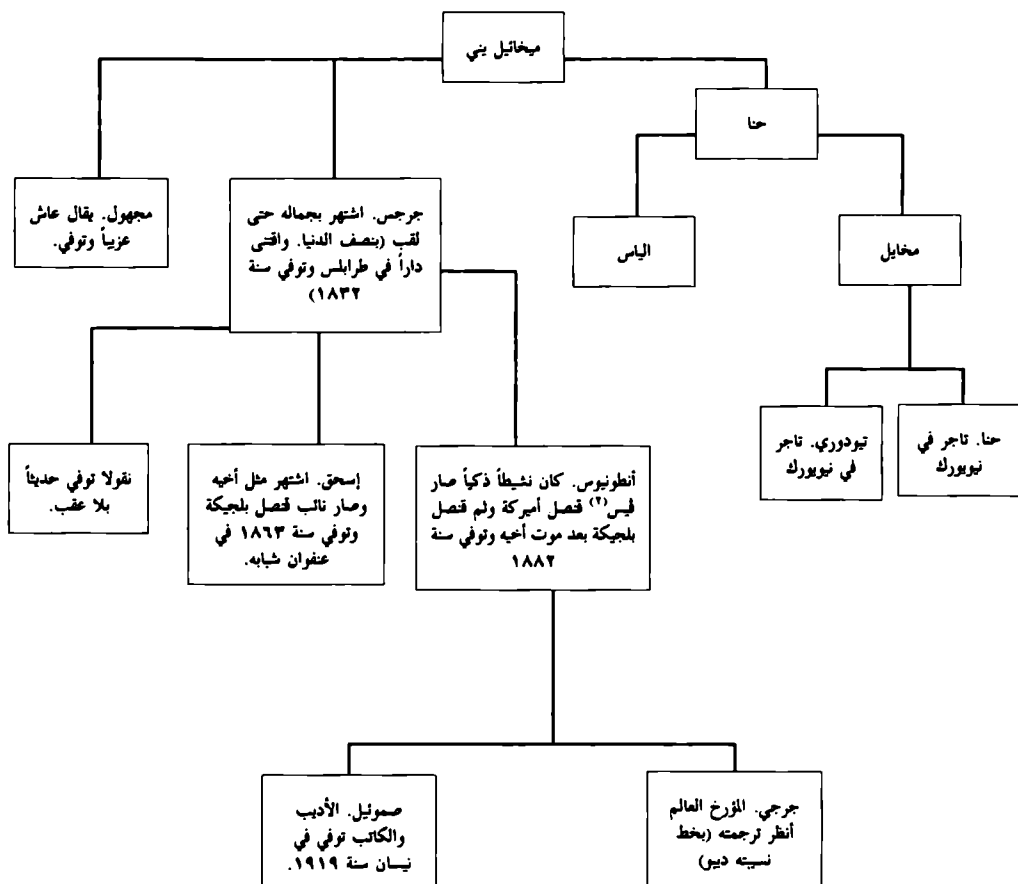 ميخائيل يني
حنا
مجهول. يقال عاش
عزيباً وتوفي.
جرجس. اشتهر بجماله حتى
لقب (بنصف الدنيا. واقتنى
داراً في طرابلس وتوفي سنة
١٨٣٢)
الياس
مخايل
نقولا توفي حديثاً
بلا عقب.
إسحق. اشتهر مثل أخيه
وصار نائب قنصل بلجيكة
وتوفي سنة ١٨٦٣ في
عنفوان شبابه.
أنطونيوس. كان نشيطاً ذكياً صار
ڤيس(٢) قنصل أميركة وثم قنصل
بلجيكة بعد موت أخيه وتوفي سنة
١٨٨٢
تيودوري. تاجر
في نيويورك
حنا. تاجر في
نيويورك
صموئيل. الأديب
والكاتب توفي في
نيسان سنة ١٩١٩.
جرجي. المؤرخ العالم
أنظر ترجمته (بخط
نسيبته ديبو)